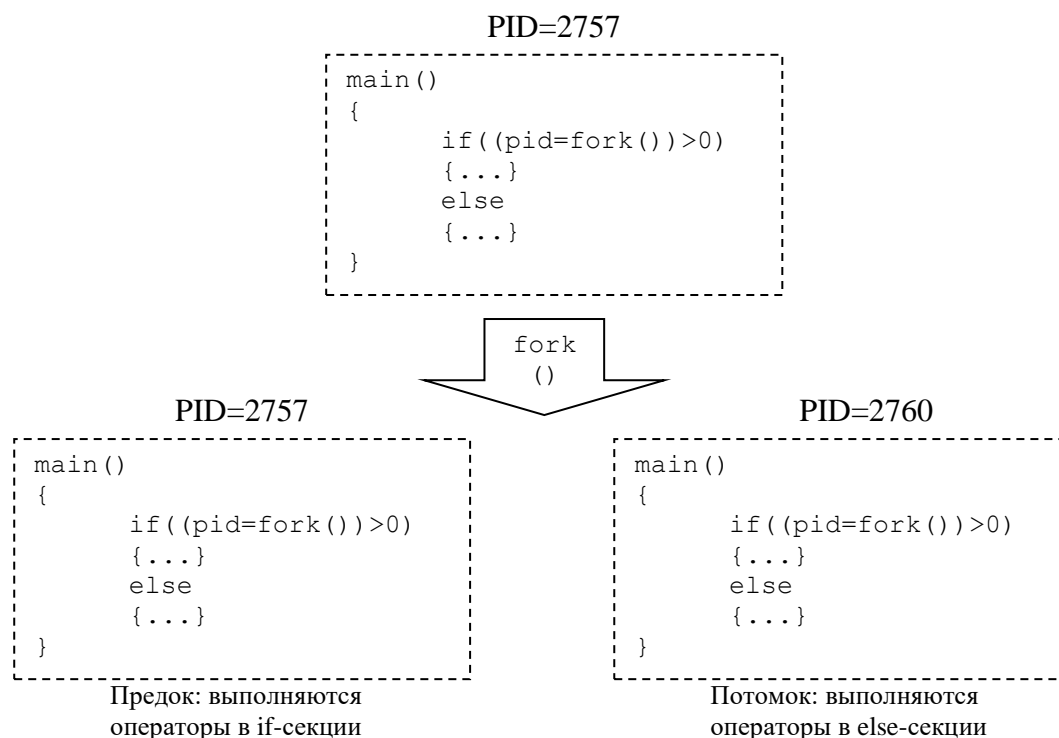 PID=2757
main()
{
if((pid=fork())>0)
{...}
else
{...}
}
fork
()
PID=2757
main()
{
if((pid=fork())>0)
{...}
else
{...}
}
Предок: выполняются
операторы в if-секции
PID=2760
main()
{
if((pid=fork())>0)
{...}
else
{...}
}
Потомок: выполняются
операторы в else-секции